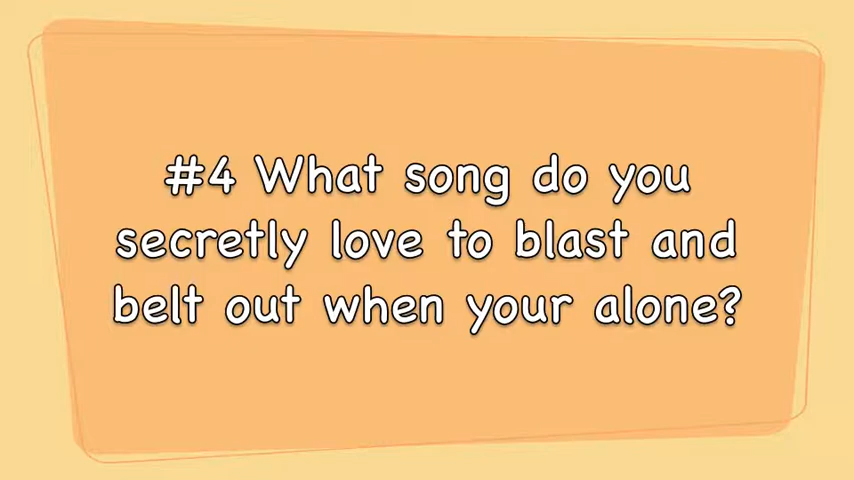 #4 What song do you
secretly love to blast and
belt out when your alone?